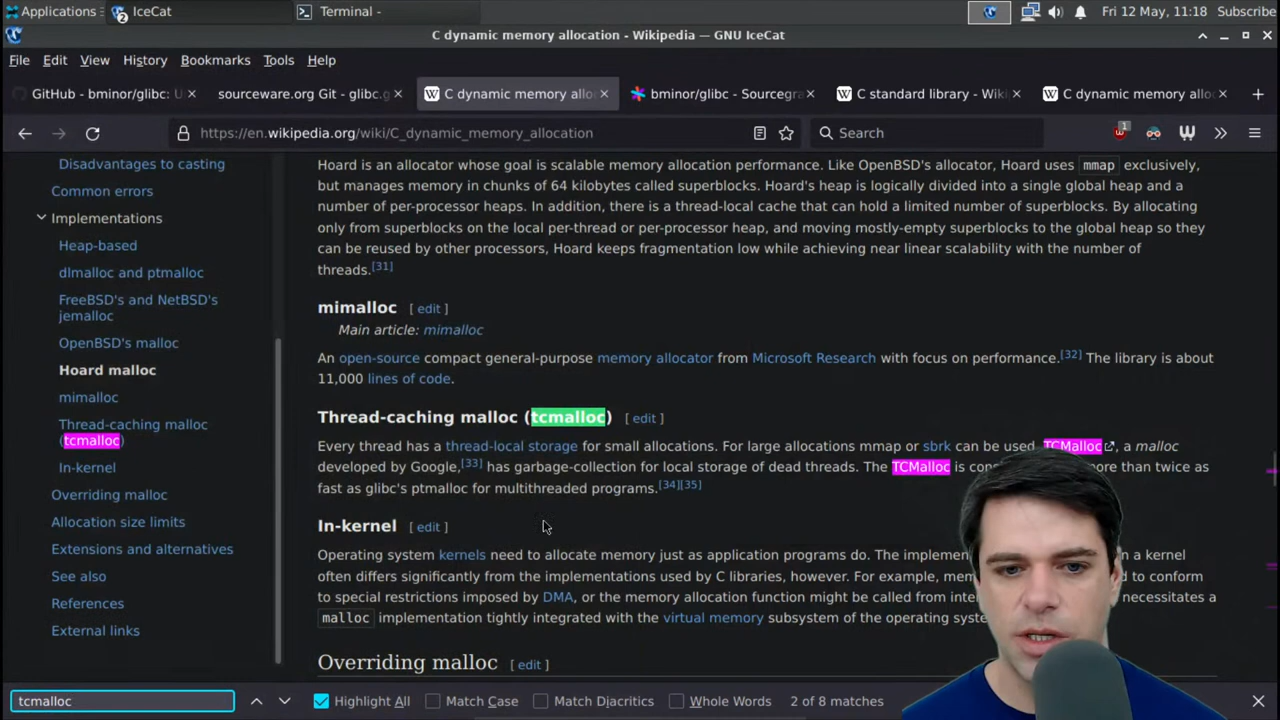 Applications
2 IceCat
Terminal -
Fri 12 May, 11:18 Subscribe
C dynamic memory allocation - Wikipedia — GNU IceCat
File Edit View History Bookmarks Tools Help
GitHub - bminor/glibc: U
sourceware.org Git - glibc.g
C dynamic memory allo
bminor/glibc - Sourcegra
C standard library - Wik
C dynamic memory allo
https://en.wikipedia.org/wiki/C_dynamic_memory_allocation
Search
1
Disadvantages to casting
Common errors
Implementations
Heap-based
dlmalloc and ptmalloc
FreeBSD's and NetBSD's
jemalloc
OpenBSD's malloc
Hoard malloc
mimalloc
Thread-caching malloc
(tcmalloc)
In-kernel
Overriding malloc
Allocation size limits
Extensions and alternatives
See also
References
External links
Hoard is an allocator whose goal is scalable memory allocation performance. Like OpenBSD's allocator, Hoard uses mmap exclusively,
but manages memory in chunks of 64 kilobytes called superblocks. Hoard's heap is logically divided into a single global heap and a
number of per-processor heaps. In addition, there is a thread-local cache that can hold a limited number of superblocks. By allocating
only from superblocks on the local per-thread or per-processor heap, and moving mostly-empty superblocks to the global heap so they
can be reused by other processors, Hoard keeps fragmentation low while achieving near linear scalability with the number of
threads.[31]
mimalloc [ edit ]
Main article: mimalloc
An open-source compact general-purpose memory allocator from Microsoft Research with focus on performance.[32] The library is about
11,000 lines of code.
Thread-caching malloc (tcmalloc) [ edit ]
Every thread has a thread-local storage for small allocations. For large allocations mmap or sbrk can be used. TCMalloc, a malloc
developed by Google,[33] has garbage-collection for local storage of dead threads. The TCMalloc is more than twice as
fast as glibc's ptmalloc for multithreaded programs.[34][35]
In-kernel [ edit ]
Operating system kernels need to allocate memory just as application programs do. The n a kernel
often differs significantly from the implementations used by C libraries, however. For example, d to conform
to special restrictions imposed by DMA, or the memory allocation function might be called from necessitates a
malloc implementation tightly integrated with the virtual memory subsystem of the operating
Overriding malloc [ edit ]
tcmalloc
Highlight All Match Case Match Diacritics Whole Words 2 of 8 matches